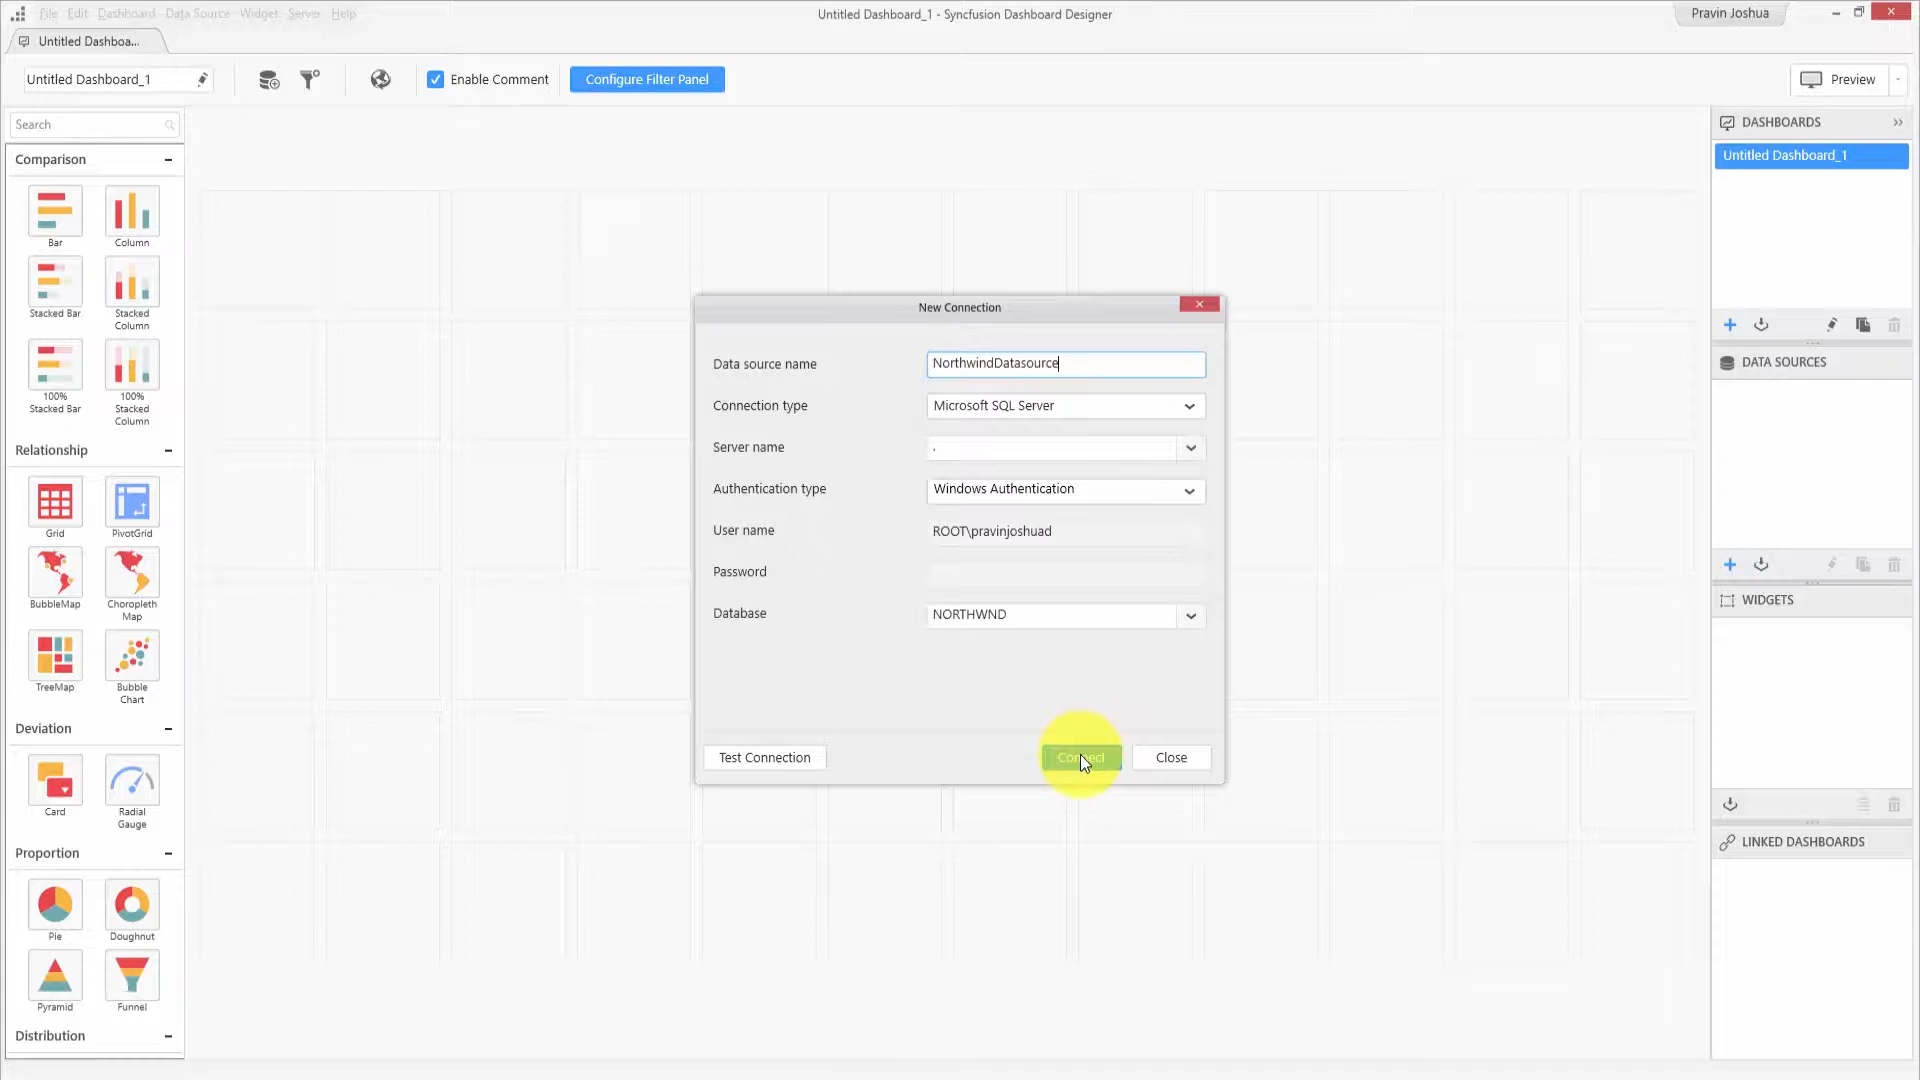 File Edit Dashboard Data Source Widget Server Help
Untitled Dashboard_1 - Syncfusion Dashboard Designer
Pravin Joshua
Untitled Dashboa...
Untitled Dashboard_1
Enable Comment
Configure Filter Panel
Preview
Search
Comparison
Bar
Column
Stacked Bar
Stacked
Column
100%
Stacked Bar
100%
Stacked
Column
Relationship
Grid
PivotGrid
BubbleMap
Choropleth
Map
TreeMap
Bubble
Chart
Deviation
Card
Radial
Gauge
Proportion
Pie
Doughnut
Pyramid
Funnel
Distribution
New Connection
Data source name
NorthwindDatasource
Connection type
Microsoft SQL Server
Server name
.
Authentication type
Windows Authentication
User name
ROOT\pravinjoshuad
Password
Database
NORTHWND
Test Connection
Connect
Close
DASHBOARDS
Untitled Dashboard_1
DATA SOURCES
WIDGETS
LINKED DASHBOARDS